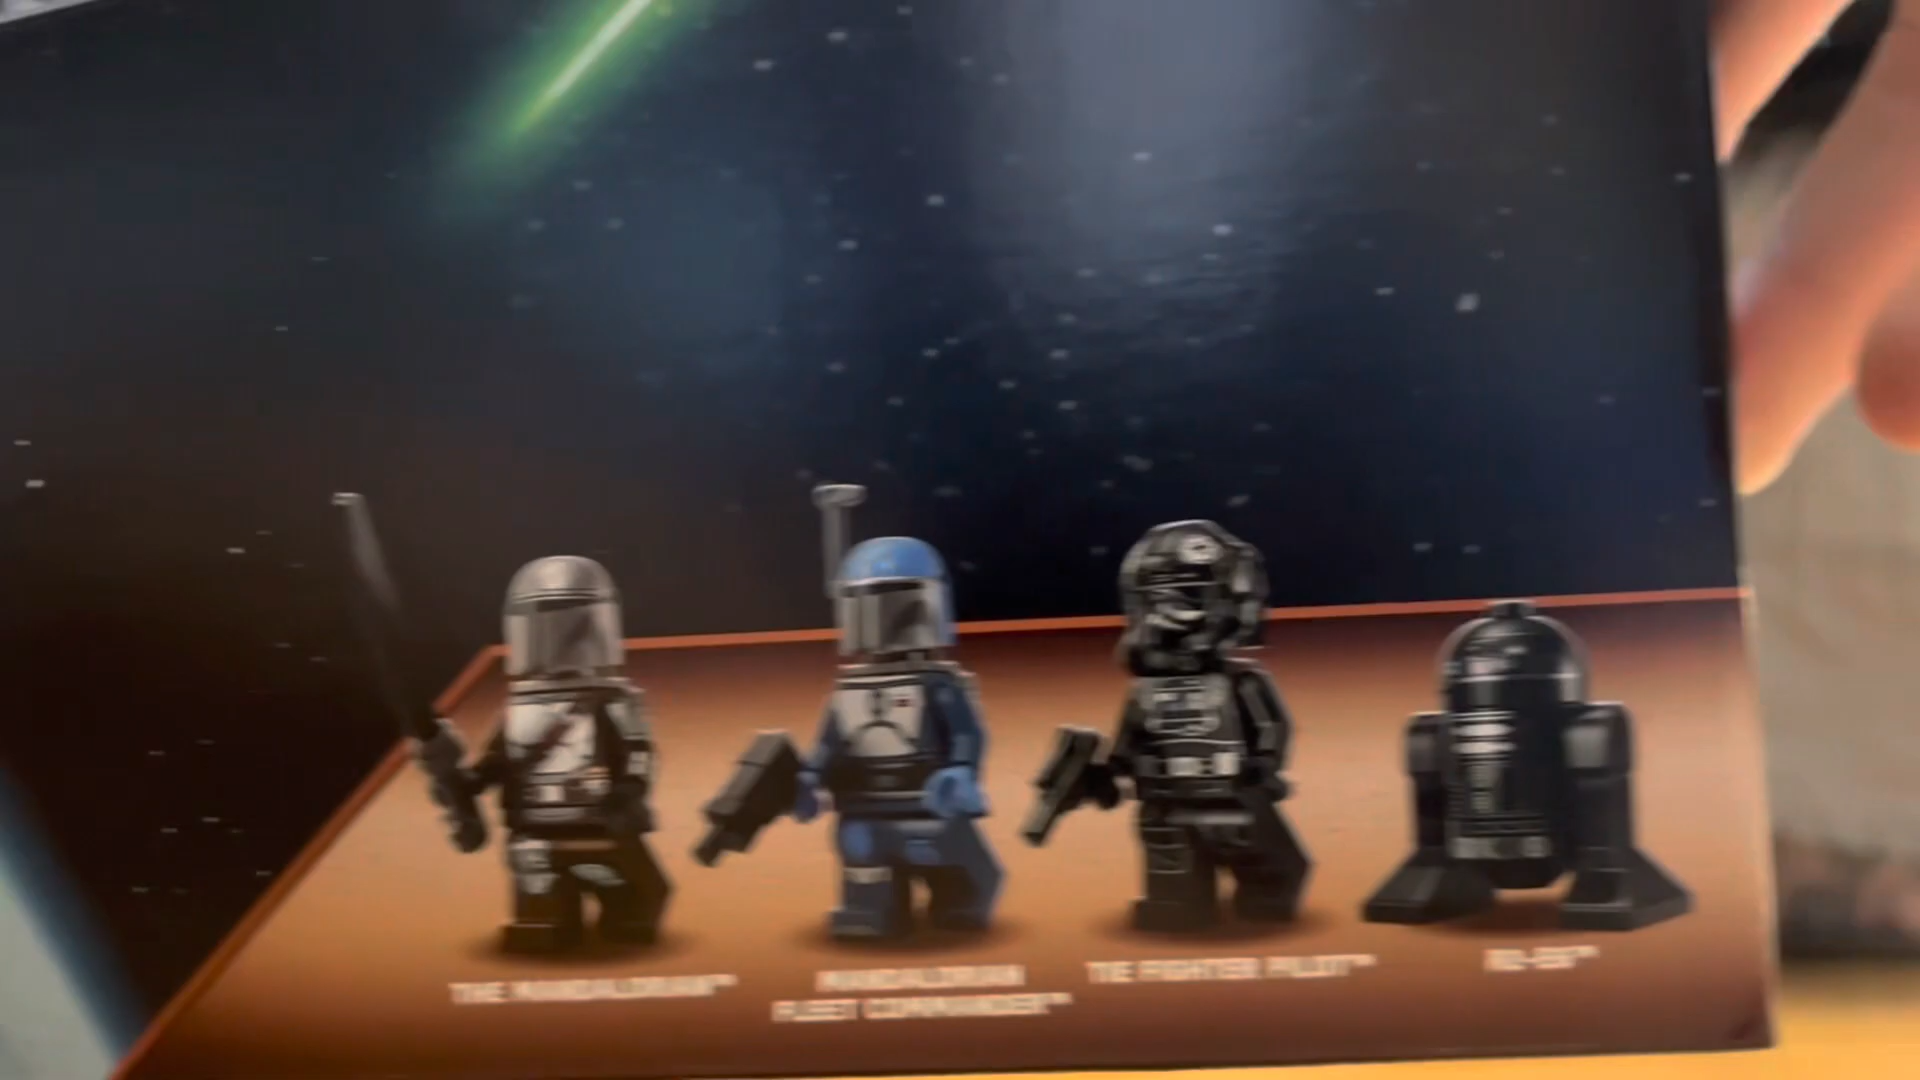 THE MANDALORIAN™
MANDALORIAN
FLEET COMMANDER™
TIE FIGHTER PILOT™